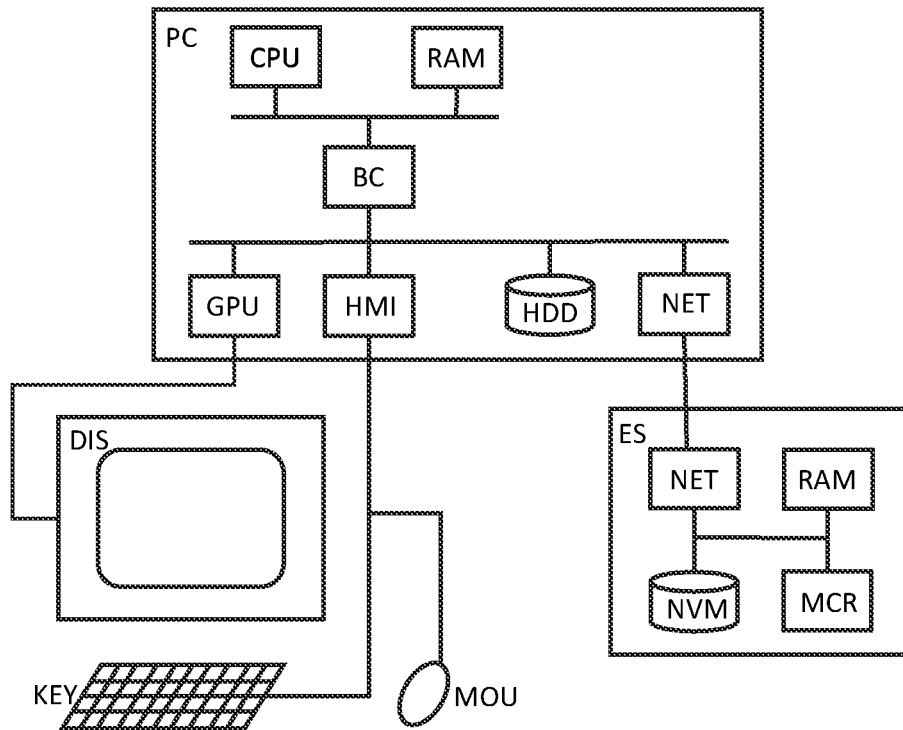 PC
CPU
RAM
BC
GPU
HMI
HDD
NET
DIS
ES
NET
RAM
NVM
MCR
KEY
MOU